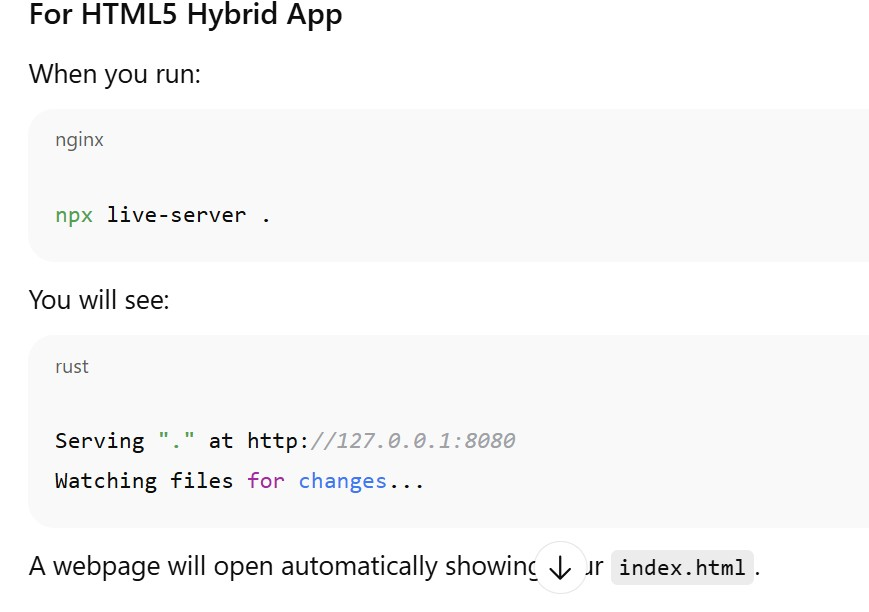 For HTML5 Hybrid App
When you run:
nginx
npx live-server .
You will see:
rust
Serving "." at http://127.0.0.1:8080
Watching files for changes...
A webpage will open automatically showing ur index.html.